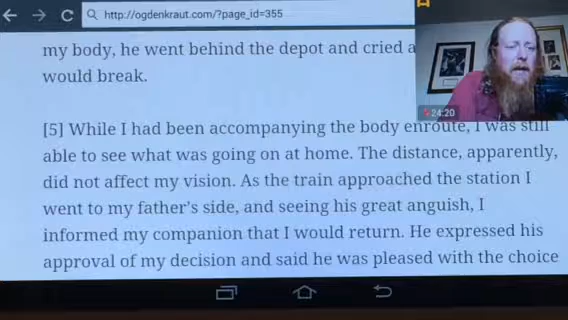 http://ogdenkraut.com/?page_id=355
my body, he went behind the depot and cried a
would break.
24:20
[5] While I had been accompanying the body enroute, I was still
able to see what was going on at home. The distance, apparently,
did not affect my vision. As the train approached the station I
went to my father's side, and seeing his great anguish, I
informed my companion that I would return. He expressed his
approval of my decision and said he was pleased with the choice